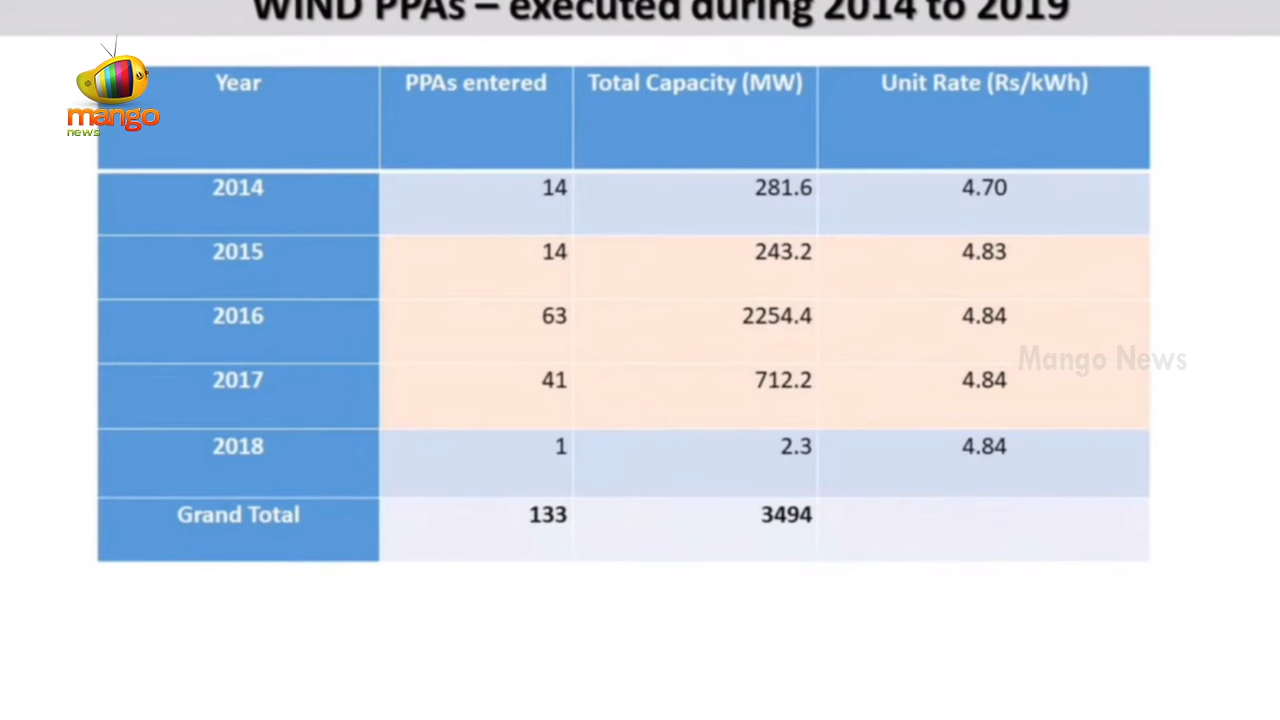 WIND PPAs – executed during 2014 to 2019
mango
news
Year PPAs entered Total Capacity (MW) Unit Rate (Rs/kWh)
2014 14 281.6 4.70
2015 14 243.2 4.83
2016 63 2254.4 4.84
Mango News
2017 41 712.2 4.84
2018 1 2.3 4.84
Grand Total 133 3494